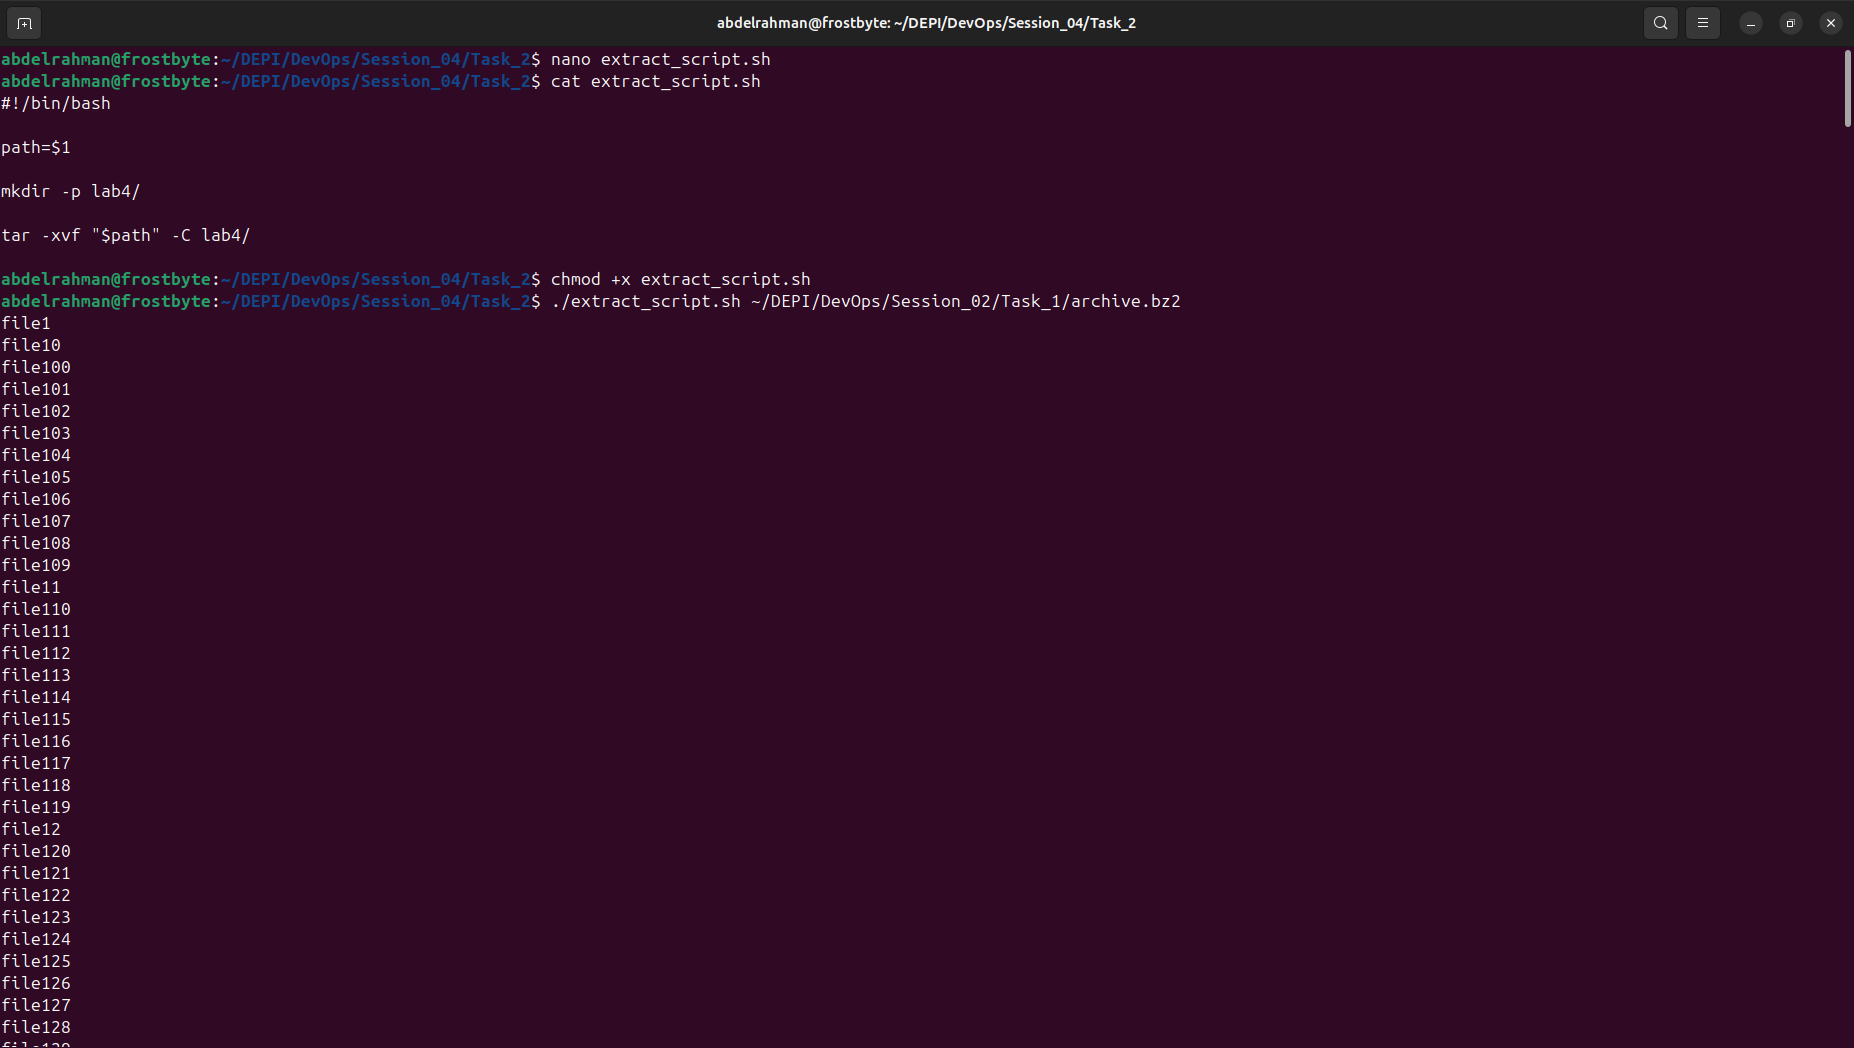 abdelrahman@frostbyte: ~/DEPI/DevOps/Session_04/Task_2
abdelrahman@frostbyte:~/DEPI/DevOps/Session_04/Task_2$ nano extract_script.sh
abdelrahman@frostbyte:~/DEPI/DevOps/Session_04/Task_2$ cat extract_script.sh
#!/bin/bash
path=$1
mkdir -p lab4/
tar -xvf "$path" -C lab4/
abdelrahman@frostbyte:~/DEPI/DevOps/Session_04/Task_2$ chmod +x extract_script.sh
abdelrahman@frostbyte:~/DEPI/DevOps/Session_04/Task_2$ ./extract_script.sh ~/DEPI/DevOps/Session_02/Task_1/archive.bz2
file1
file10
file100
file101
file102
file103
file104
file105
file106
file107
file108
file109
file11
file110
file111
file112
file113
file114
file115
file116
file117
file118
file119
file12
file120
file121
file122
file123
file124
file125
file126
file127
file128